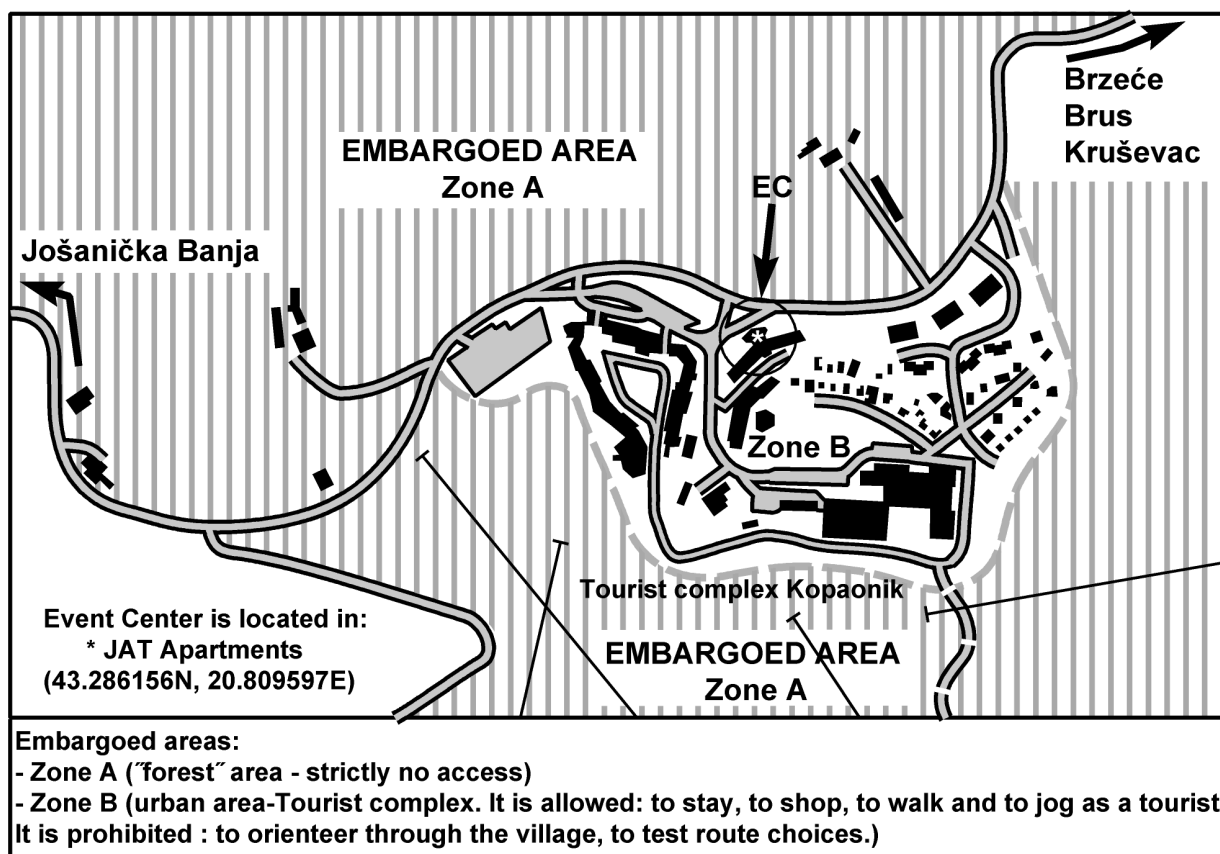 Brzeće
Brus
Kruševac
EMBARGOED AREA
Zone A
EC
Jošanička Banja
Zone B
Tourist complex Kopaonik
Event Center is located in:
* JAT Apartments
(43.286156N, 20.809597E)
EMBARGOED AREA
Zone A
Embargoed areas:
- Zone A (˝forest˝ area - strictly no access)
- Zone B (urban area-Tourist complex. It is allowed: to stay, to shop, to walk and to jog as a tourist
It is prohibited : to orienteer through the village, to test route choices.)